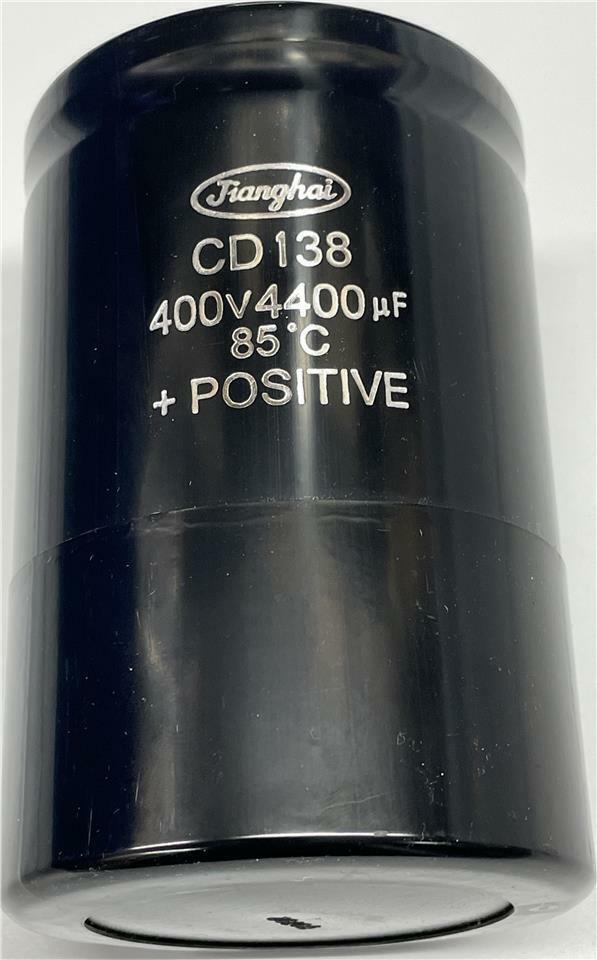 Jianghai
CD138
400V4400µF
85°C
+ POSITIVE